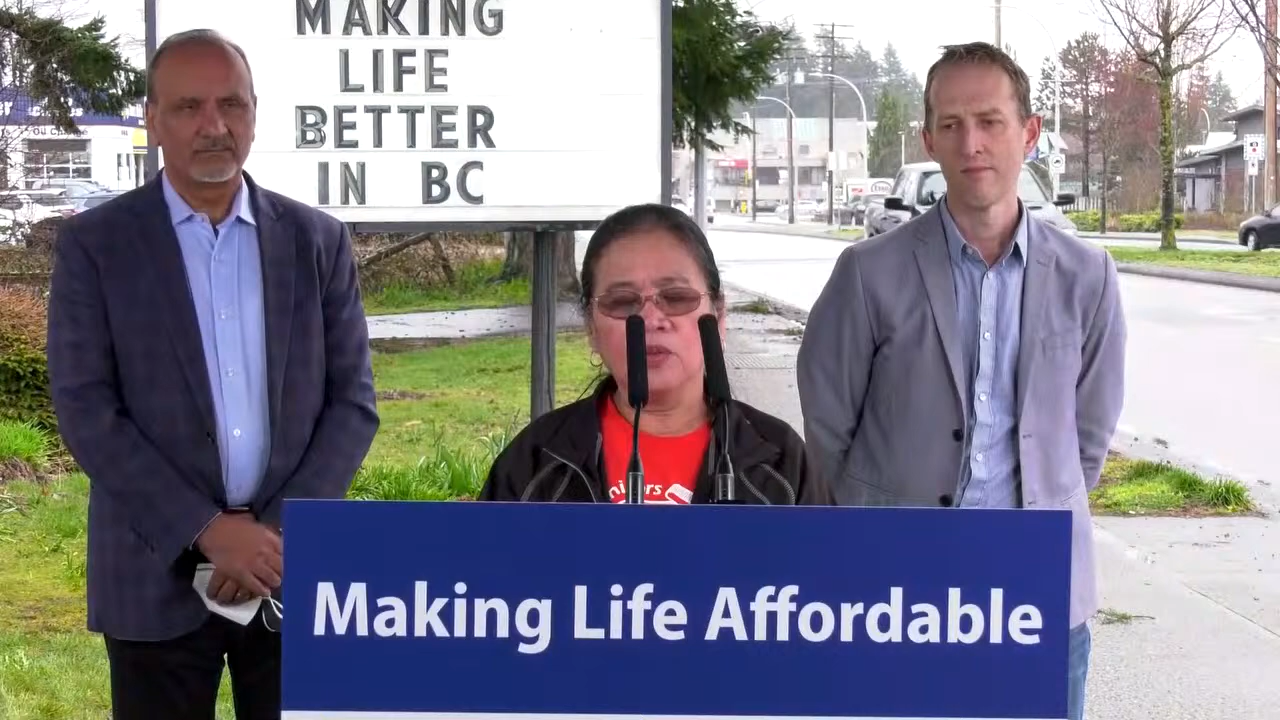 MAKING
LIFE
BETTER
IN BC
Making Life Affordable